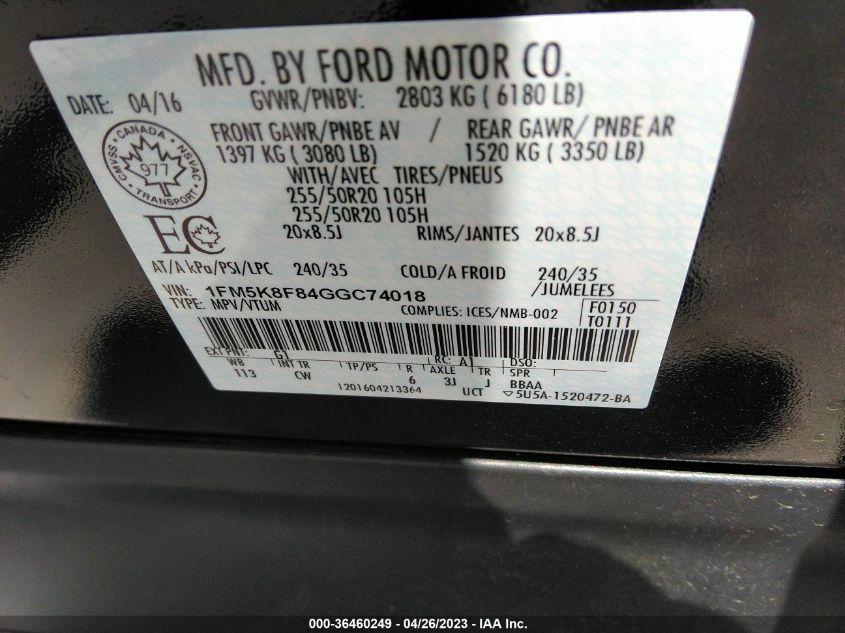 MFD. BY FORD MOTOR CO.
DATE: 04/16 GVWR/PNBV: 2803 KG ( 6180 LB)
FRONT GAWR/PNBE AV / REAR GAWR/ PNBE AR
1397 KG ( 3080 LB) 1520 KG ( 3350 LB)
WITH/AVEC TIRES/PNEUS
255/50R20 105H
255/50R20 105H
20x8.5J RIMS/JANTES 20x8.5J
CANADA
CMVSS NSVAC
977
TRANSPORT
EC
AT/A kPa/PSI/LPC 240/35 COLD/A FROID 240/35
VIN: 1FM5K8F84GGC74018 /JUMELEES
TYPE: MPV/VTUM COMPLIES: ICES/NMB-002 F0150
T0111
EXT PNT: G1 RC: A1 DSO:
WB INT TR TP/PS R AXLE TR SPR
113 CW 6 3J J BBAA
1201604213364 UCT 5U5A-1520472-BA
000-36460249 - 04/26/2023 - IAA Inc.